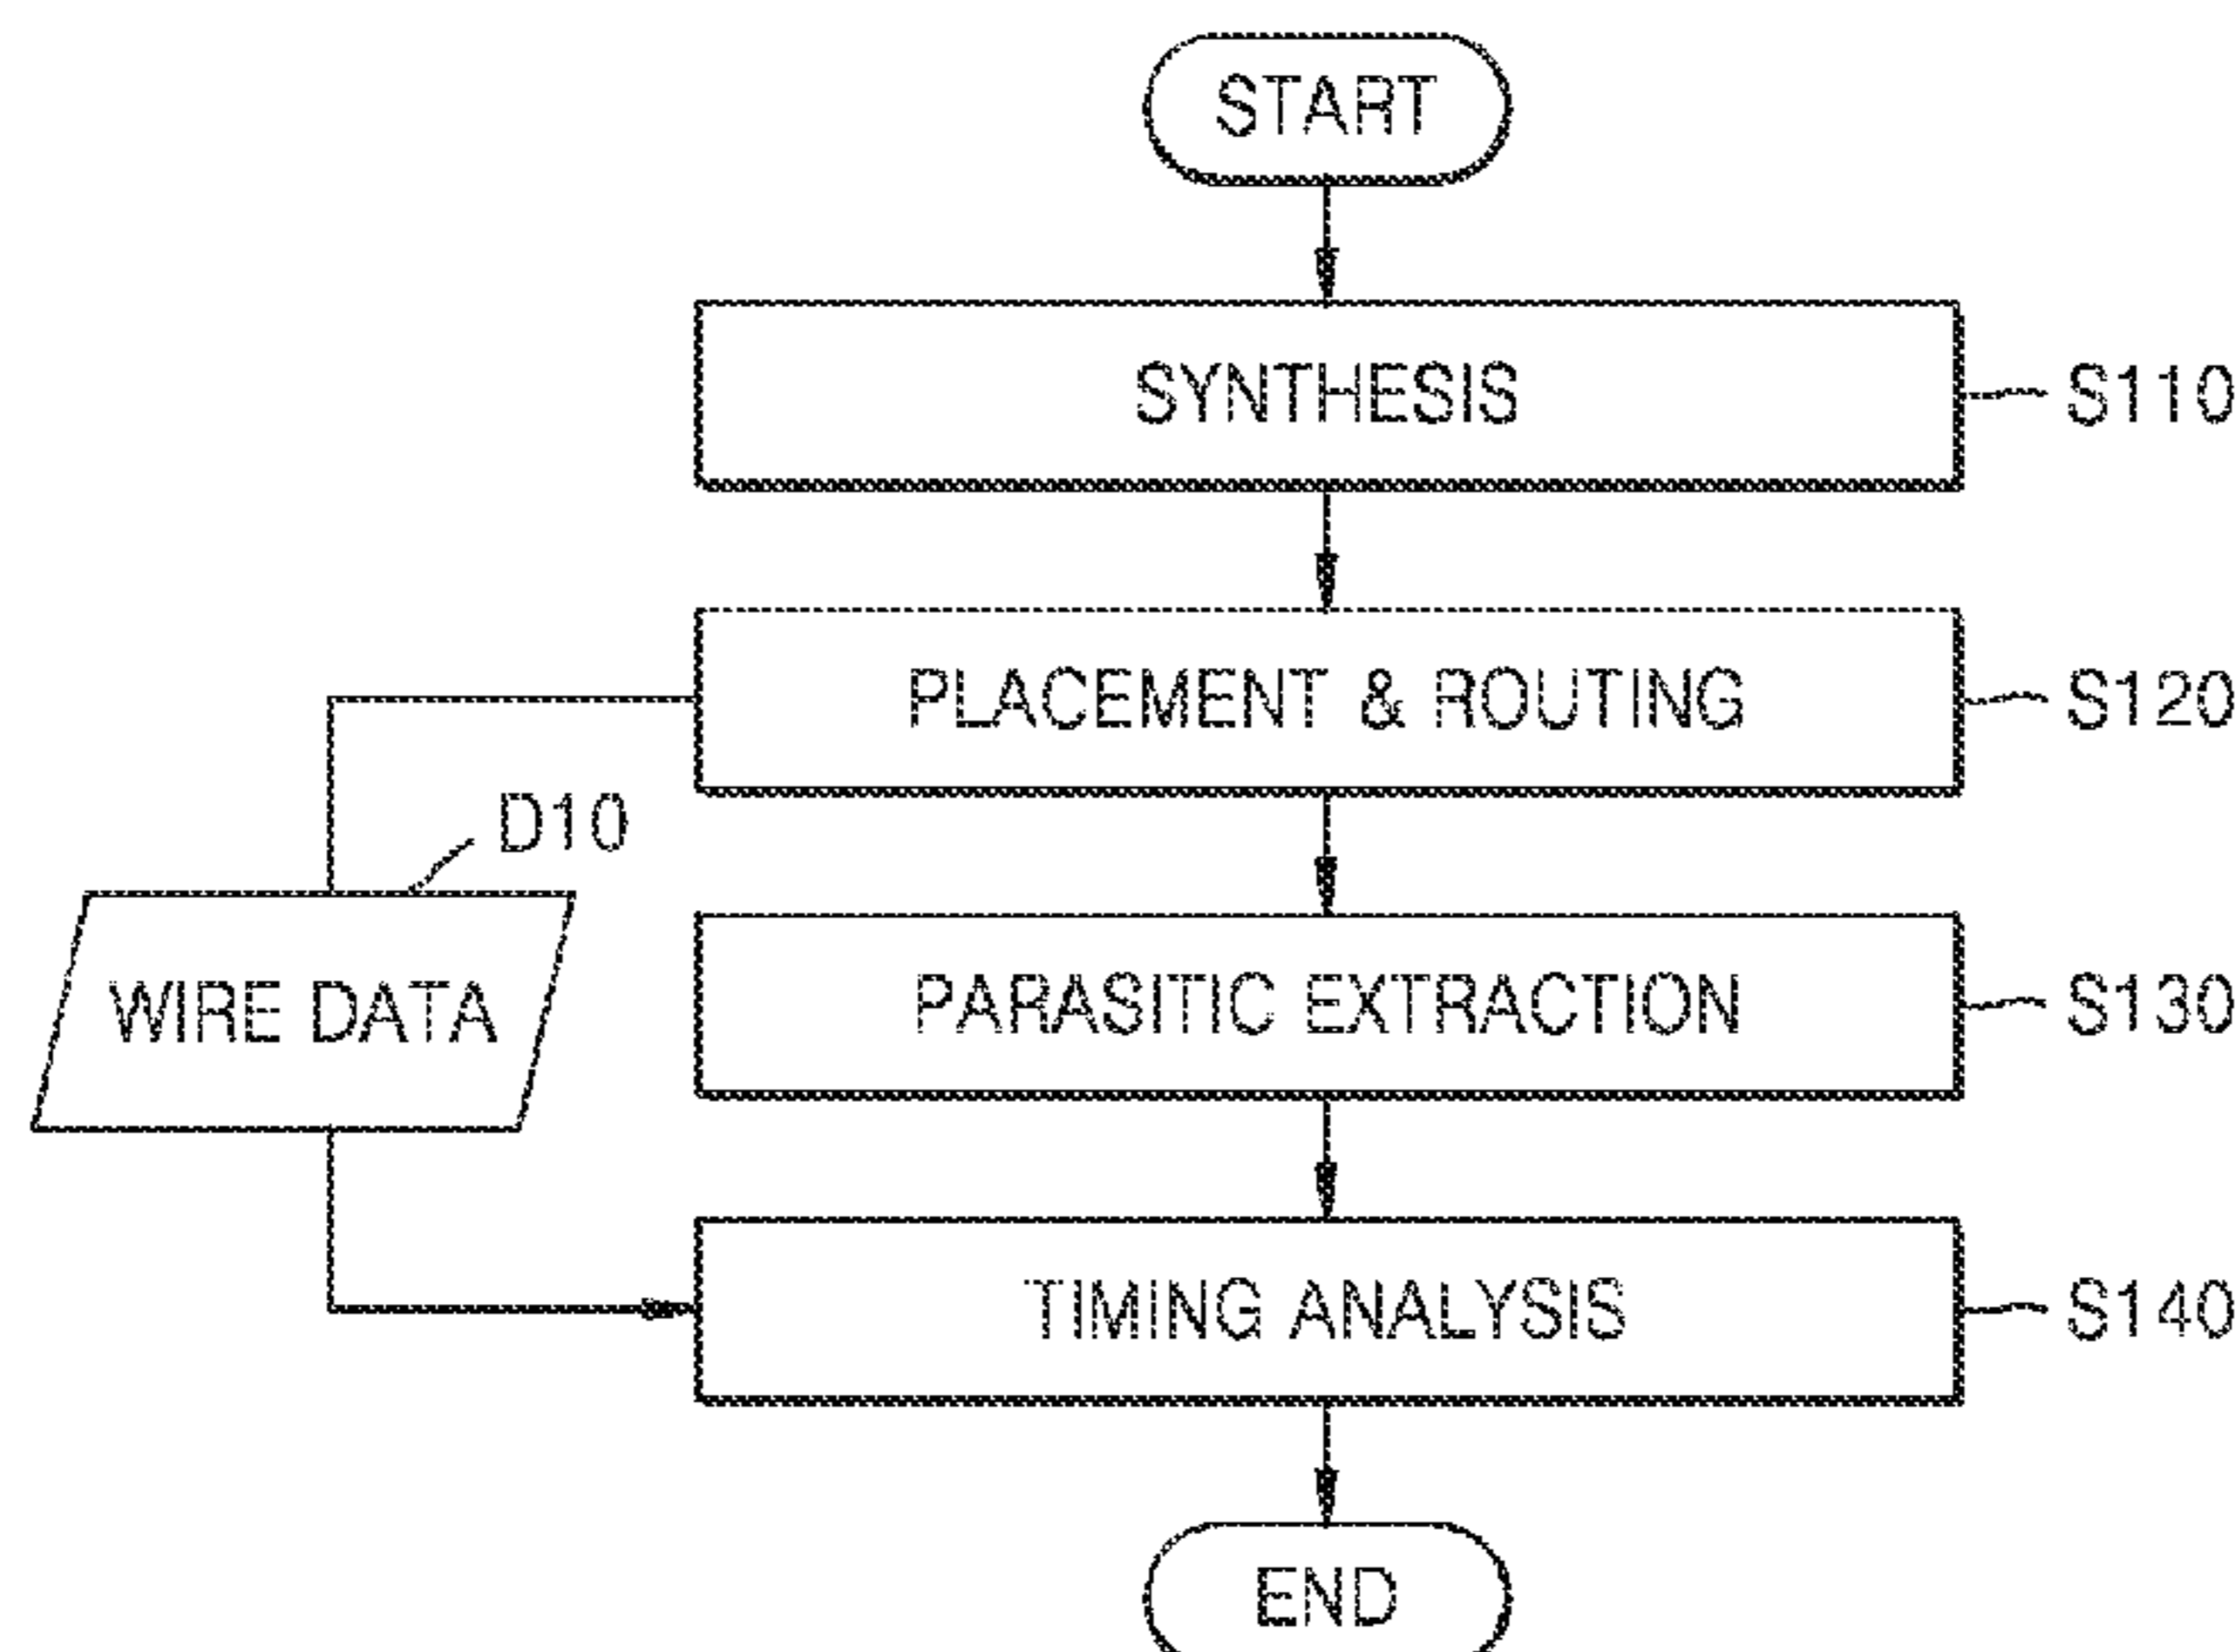 START
SYNTHESIS
S110
PLACEMENT & ROUTING
S120
D10
WIRE DATA
PARASITIC EXTRACTION
S130
TIMING ANALYSIS
S140
END